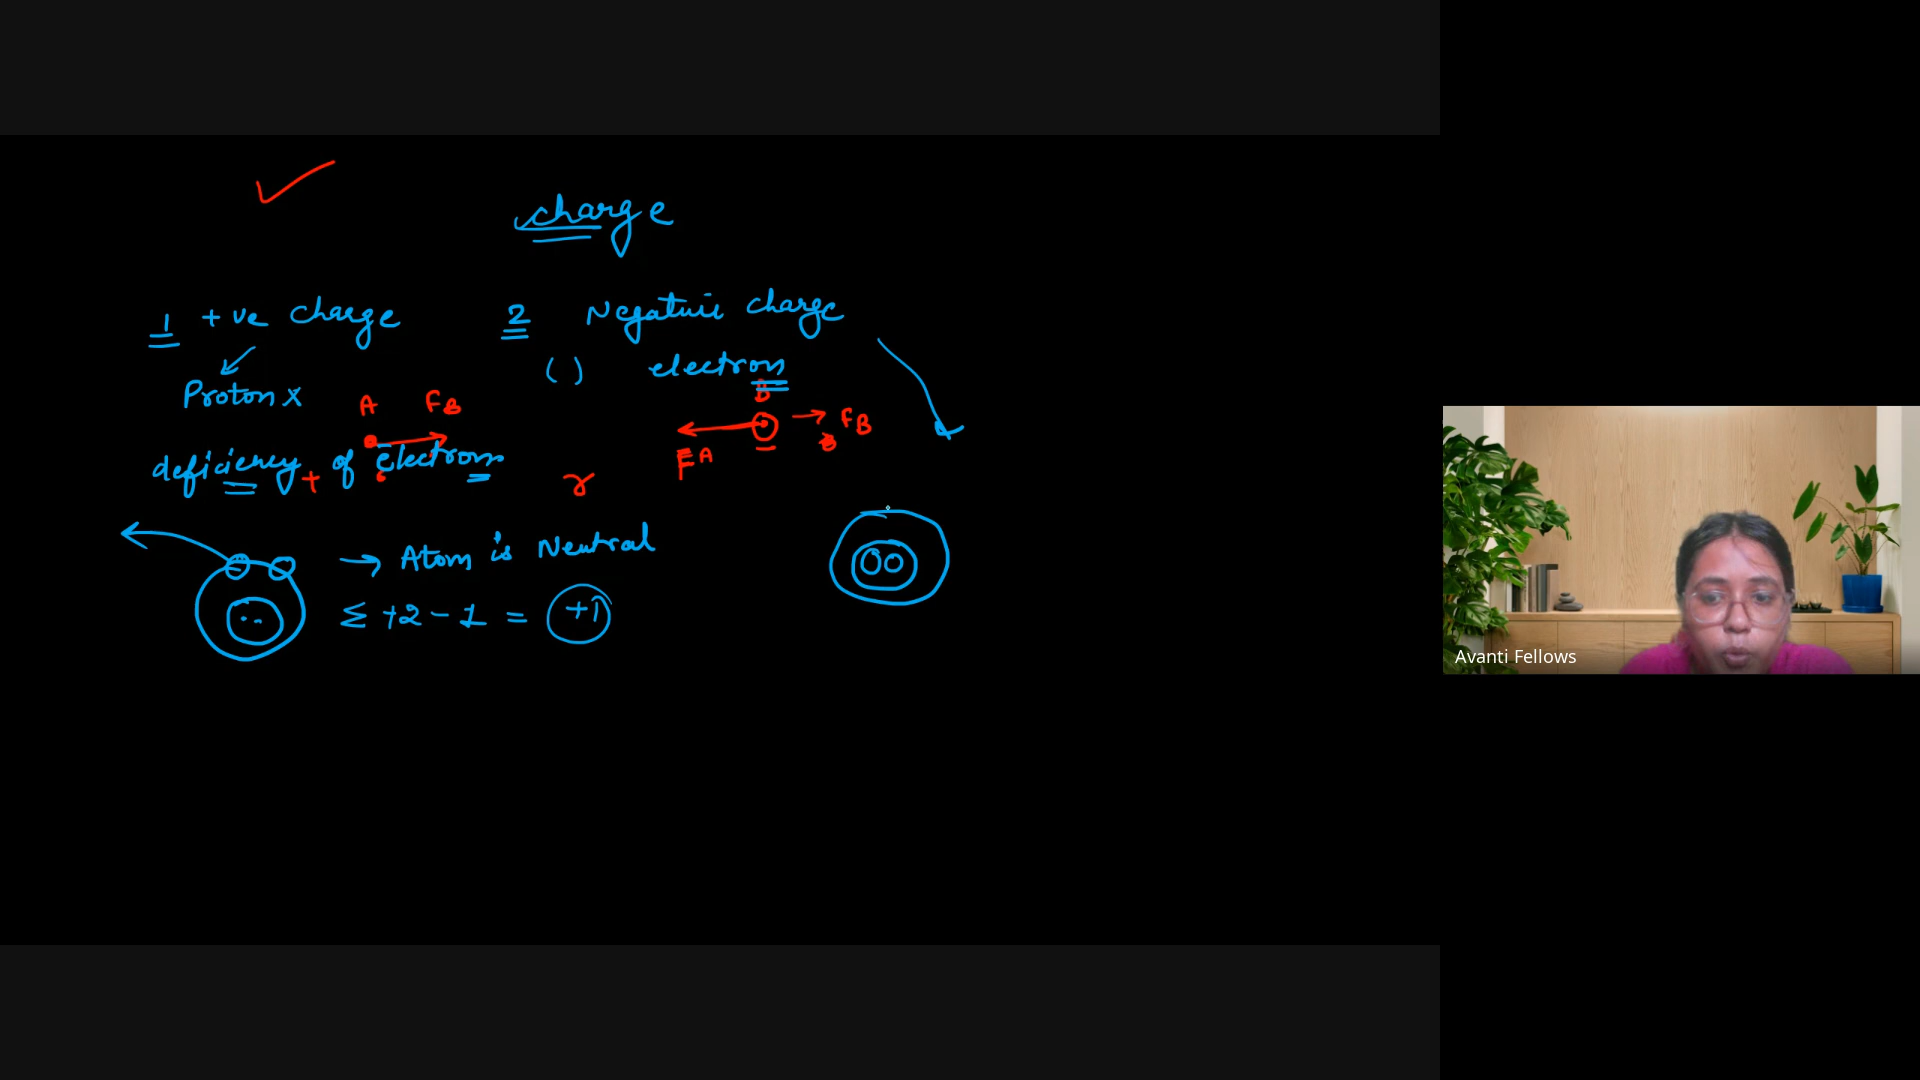 charge
1 +ve charge
2 Negative charge
Proton x
( ) electron
A FB
B
FA
FB
deficiency of electrons
+
r
→ Atom is Neutral
≤ +2 - 1 = +1
Avanti Fellows